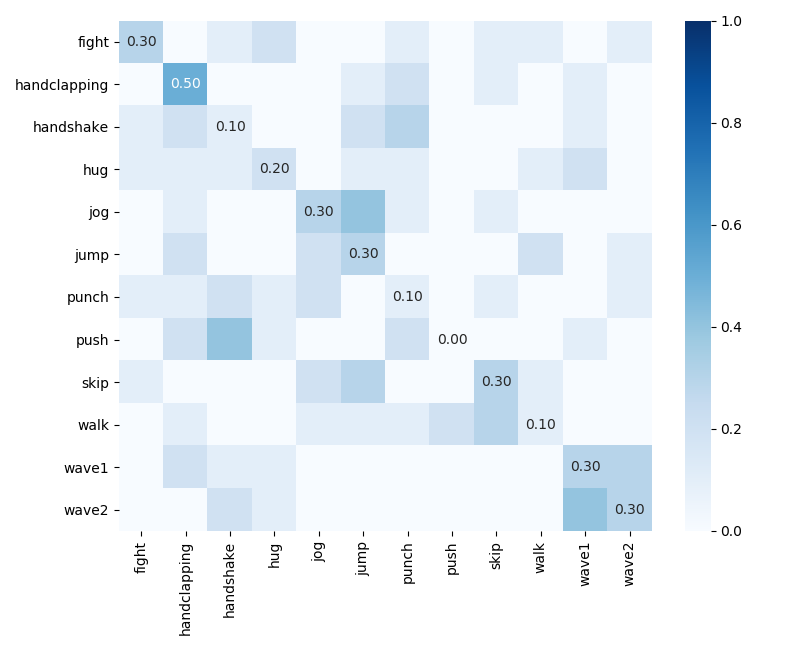 fight 0.30
handclapping 0.50
handshake 0.10
hug 0.20
jog 0.30
jump 0.30
punch 0.10
push 0.00
skip 0.30
walk 0.10
wave1 0.30
wave2 0.30
fight handclapping handshake hug jog jump punch push skip walk wave1 wave2
1.0
0.8
0.6
0.4
0.2
0.0